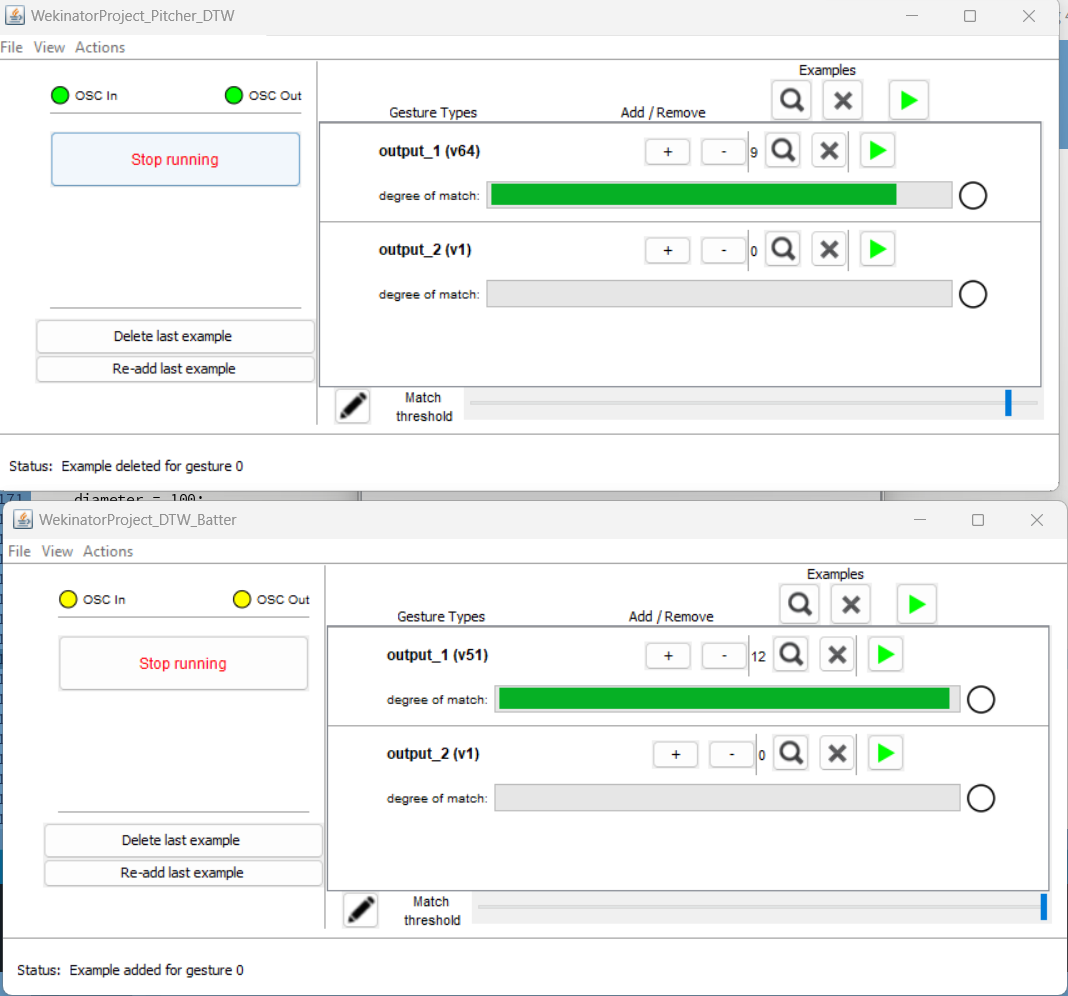 WekinatorProject_Pitcher_DTW
File View Actions
OSC In OSC Out
Stop running
Delete last example
Re-add last example
Examples
Gesture Types Add / Remove
output_1 (v64) + - 9
degree of match:
output_2 (v1) + - 0
degree of match:
Match
threshold
Status: Example deleted for gesture 0
171 diameter = 100;
WekinatorProject_DTW_Batter
File View Actions
OSC In OSC Out
Stop running
Delete last example
Re-add last example
Examples
Gesture Types Add / Remove
output_1 (v51) + - 12
degree of match:
output_2 (v1) + - 0
degree of match:
Match
threshold
Status: Example added for gesture 0